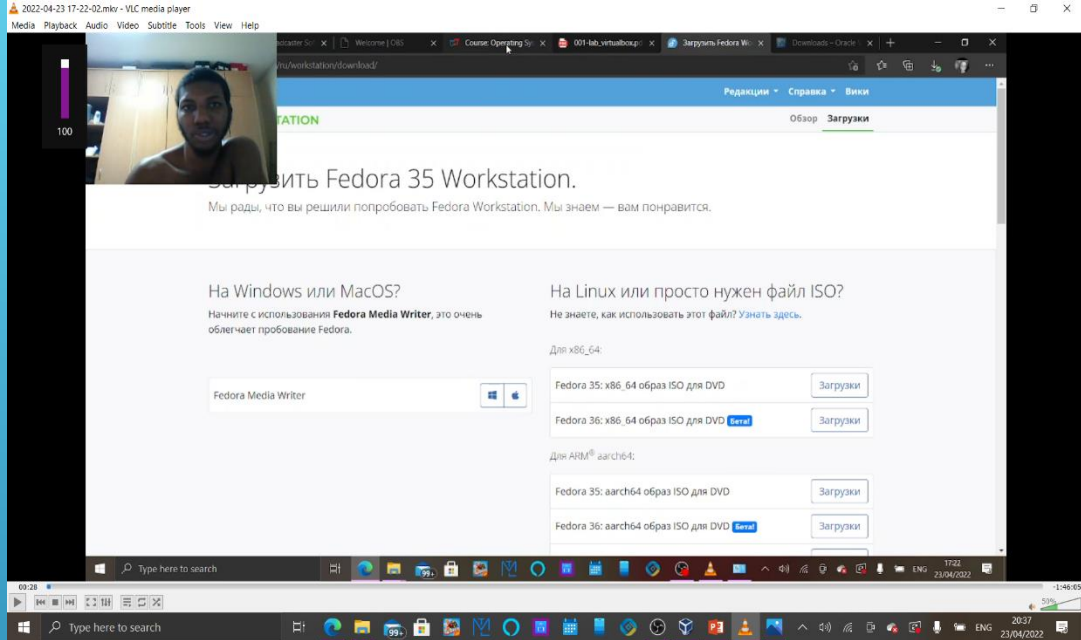 2022-04-23 17-22-02.mkv - VLC media player
Media Playback Audio Video Subtitle Tools View Help
Welcome | OBS
Course: Operating Sy
001-lab_virtualbox.p
Загрузить Fedora Wo
Downloads – Oracle
/ru/workstation/download/
100
Редакции Справка Вики
TATION
Обзор Загрузки
Загрузить Fedora 35 Workstation.
Мы рады, что вы решили попробовать Fedora Workstation. Мы знаем — вам понравится.
На Windows или MacOS?
Начните с использования Fedora Media Writer, это очень
облегчает пробование Fedora.
Fedora Media Writer
На Linux или просто нужен файл ISO?
Не знаете, как использовать этот файл? Узнать здесь.
Для x86_64:
Fedora 35: x86_64 образ ISO для DVD Загрузки
Fedora 36: x86_64 образ ISO для DVD Бета! Загрузки
Для ARM® aarch64:
Fedora 35: aarch64 образ ISO для DVD Загрузки
Fedora 36: aarch64 образ ISO для DVD Бета! Загрузки
Type here to search
99+
ENG
17:22
23/04/2022
00:28
-1:46:05
50%
Type here to search
99+
ENG
20:37
23/04/2022